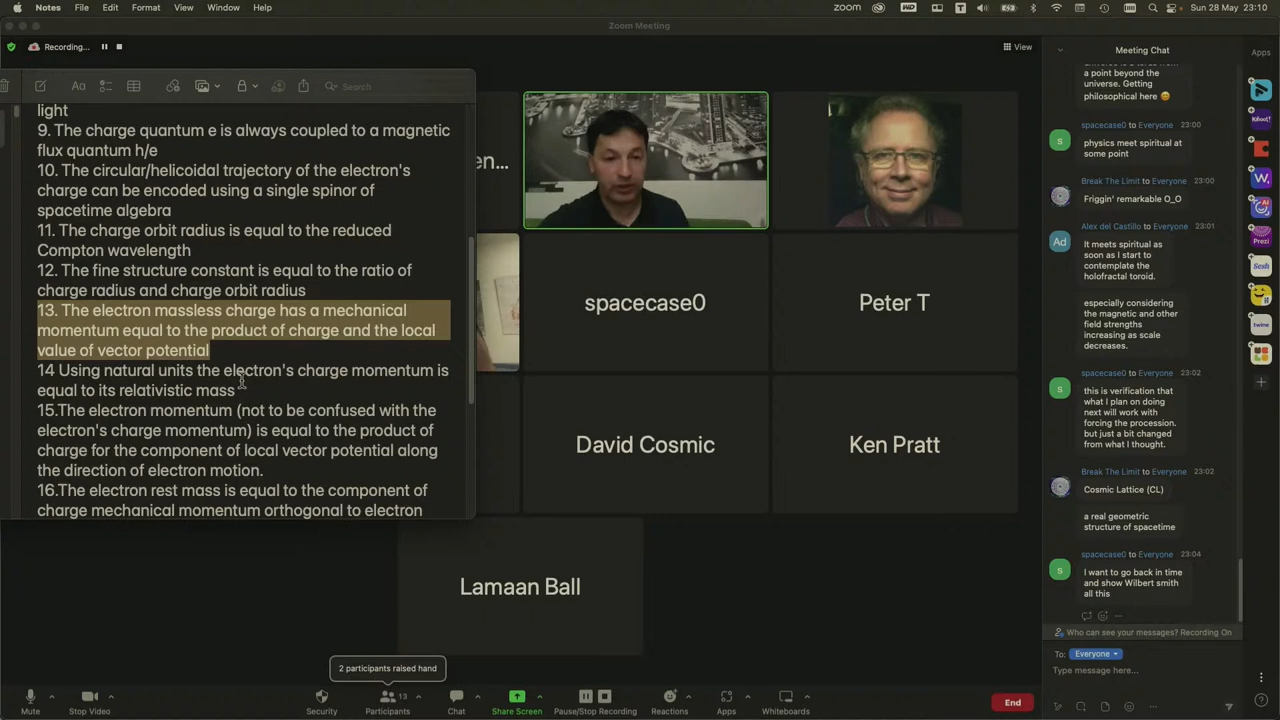 Notes File Edit Format View Window Help
zoom
Sun 28 May 23:10
Zoom Meeting
Recording...
View
Search
light
9. The charge quantum e is always coupled to a magnetic
flux quantum h/e
10. The circular/helicoidal trajectory of the electron's
charge can be encoded using a single spinor of
spacetime algebra
11. The charge orbit radius is equal to the reduced
Compton wavelength
12. The fine structure constant is equal to the ratio of
charge radius and charge orbit radius
13. The electron massless charge has a mechanical
momentum equal to the product of charge and the local
value of vector potential
14 Using natural units the electron's charge momentum is
equal to its relativistic mass
15.The electron momentum (not to be confused with the
electron's charge momentum) is equal to the product of
charge for the component of local vector potential along
the direction of electron motion.
16.The electron rest mass is equal to the component of
charge mechanical momentum orthogonal to electron
en...
spacecase0
Peter T
David Cosmic
Ken Pratt
Lamaan Ball
2 participants raised hand
Mute
Stop Video
Security
Participants
13
Chat
Share Screen
Pause/Stop Recording
Reactions
Apps
Whiteboards
End
Meeting Chat
a point beyond the
universe. Getting
philosophical here
spacecase0 to Everyone 23:00
s
physics meet spiritual at
some point
Break The Limit to Everyone 23:00
Friggin' remarkable O_O
Alex del Castillo to Everyone 23:01
Ad
It meets spiritual as
soon as I start to
contemplate the
holofractal toroid.
especially considering
the magnetic and other
field strengths
increasing as scale
decreases.
spacecase0 to Everyone 23:02
s
this is verification that
what I plan on doing
next will work with
forcing the procession.
but just a bit changed
from what I thought.
Break The Limit to Everyone 23:02
Cosmic Lattice (CL)
a real geometric
structure of spacetime
spacecase0 to Everyone 23:04
s
I want to go back in time
and show Wilbert smith
all this
Who can see your messages? Recording On
To: Everyone
Type message here...
Apps
Kahoot!
W.
Prezi
Sesh
twine